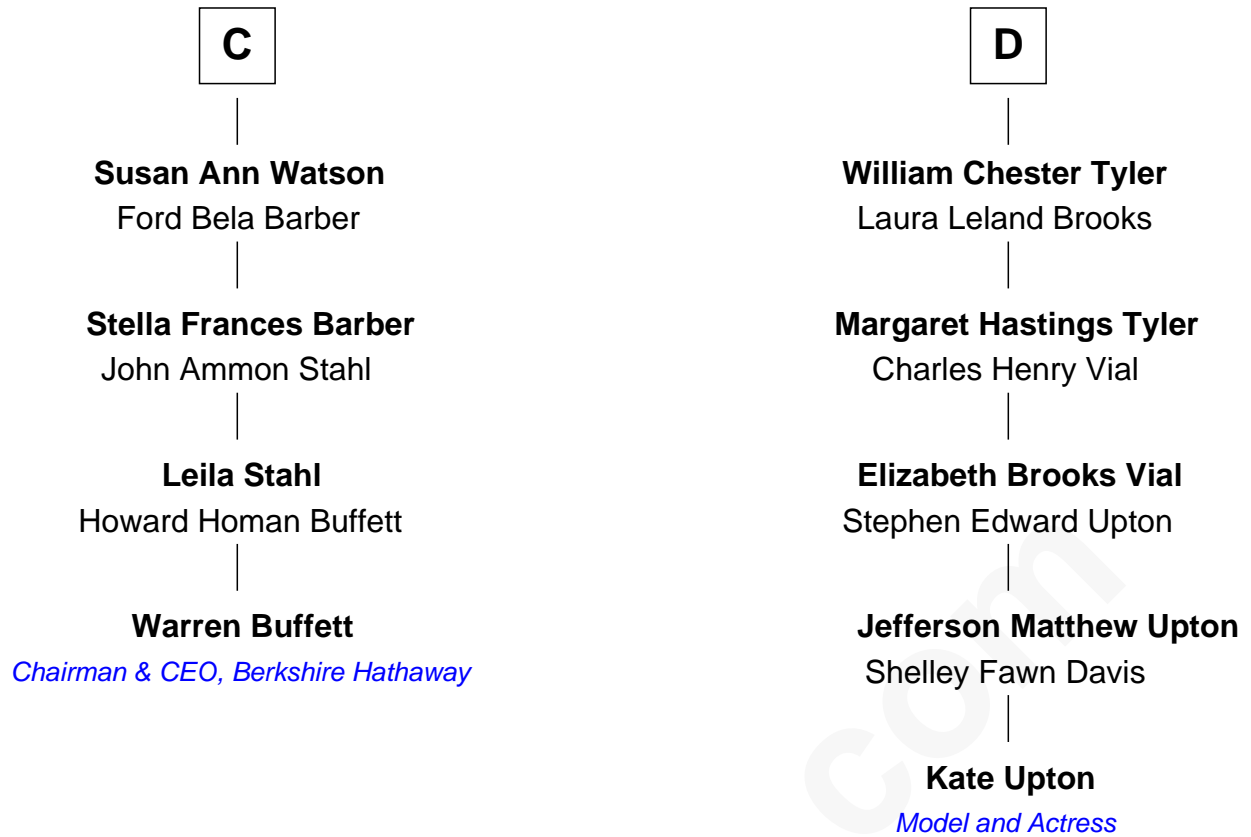 C
Susan Ann Watson
Ford Bela Barber
Stella Frances Barber
John Ammon Stahl
Leila Stahl
Howard Homan Buffett
Warren Buffett
Chairman & CEO, Berkshire Hathaway
D
William Chester Tyler
Laura Leland Brooks
Margaret Hastings Tyler
Charles Henry Vial
Elizabeth Brooks Vial
Stephen Edward Upton
Jefferson Matthew Upton
Shelley Fawn Davis
Kate Upton
Model and Actress
com